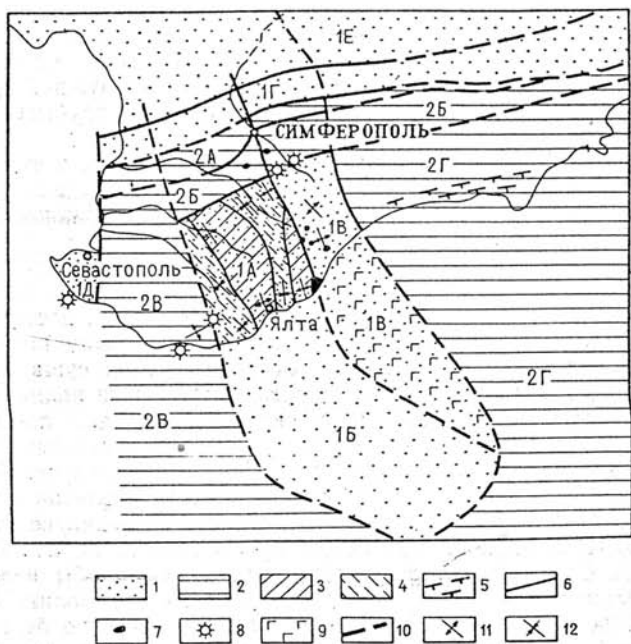 1Е
1Г
2Б
СИМФЕРОПОЛЬ
2А
2Г
2Б
1В
1А
Севастополь
1Д
2В
Ялта
1В
2Г
2В
1Б
1 2 3 4 5 6
7 8 9 10 11 12